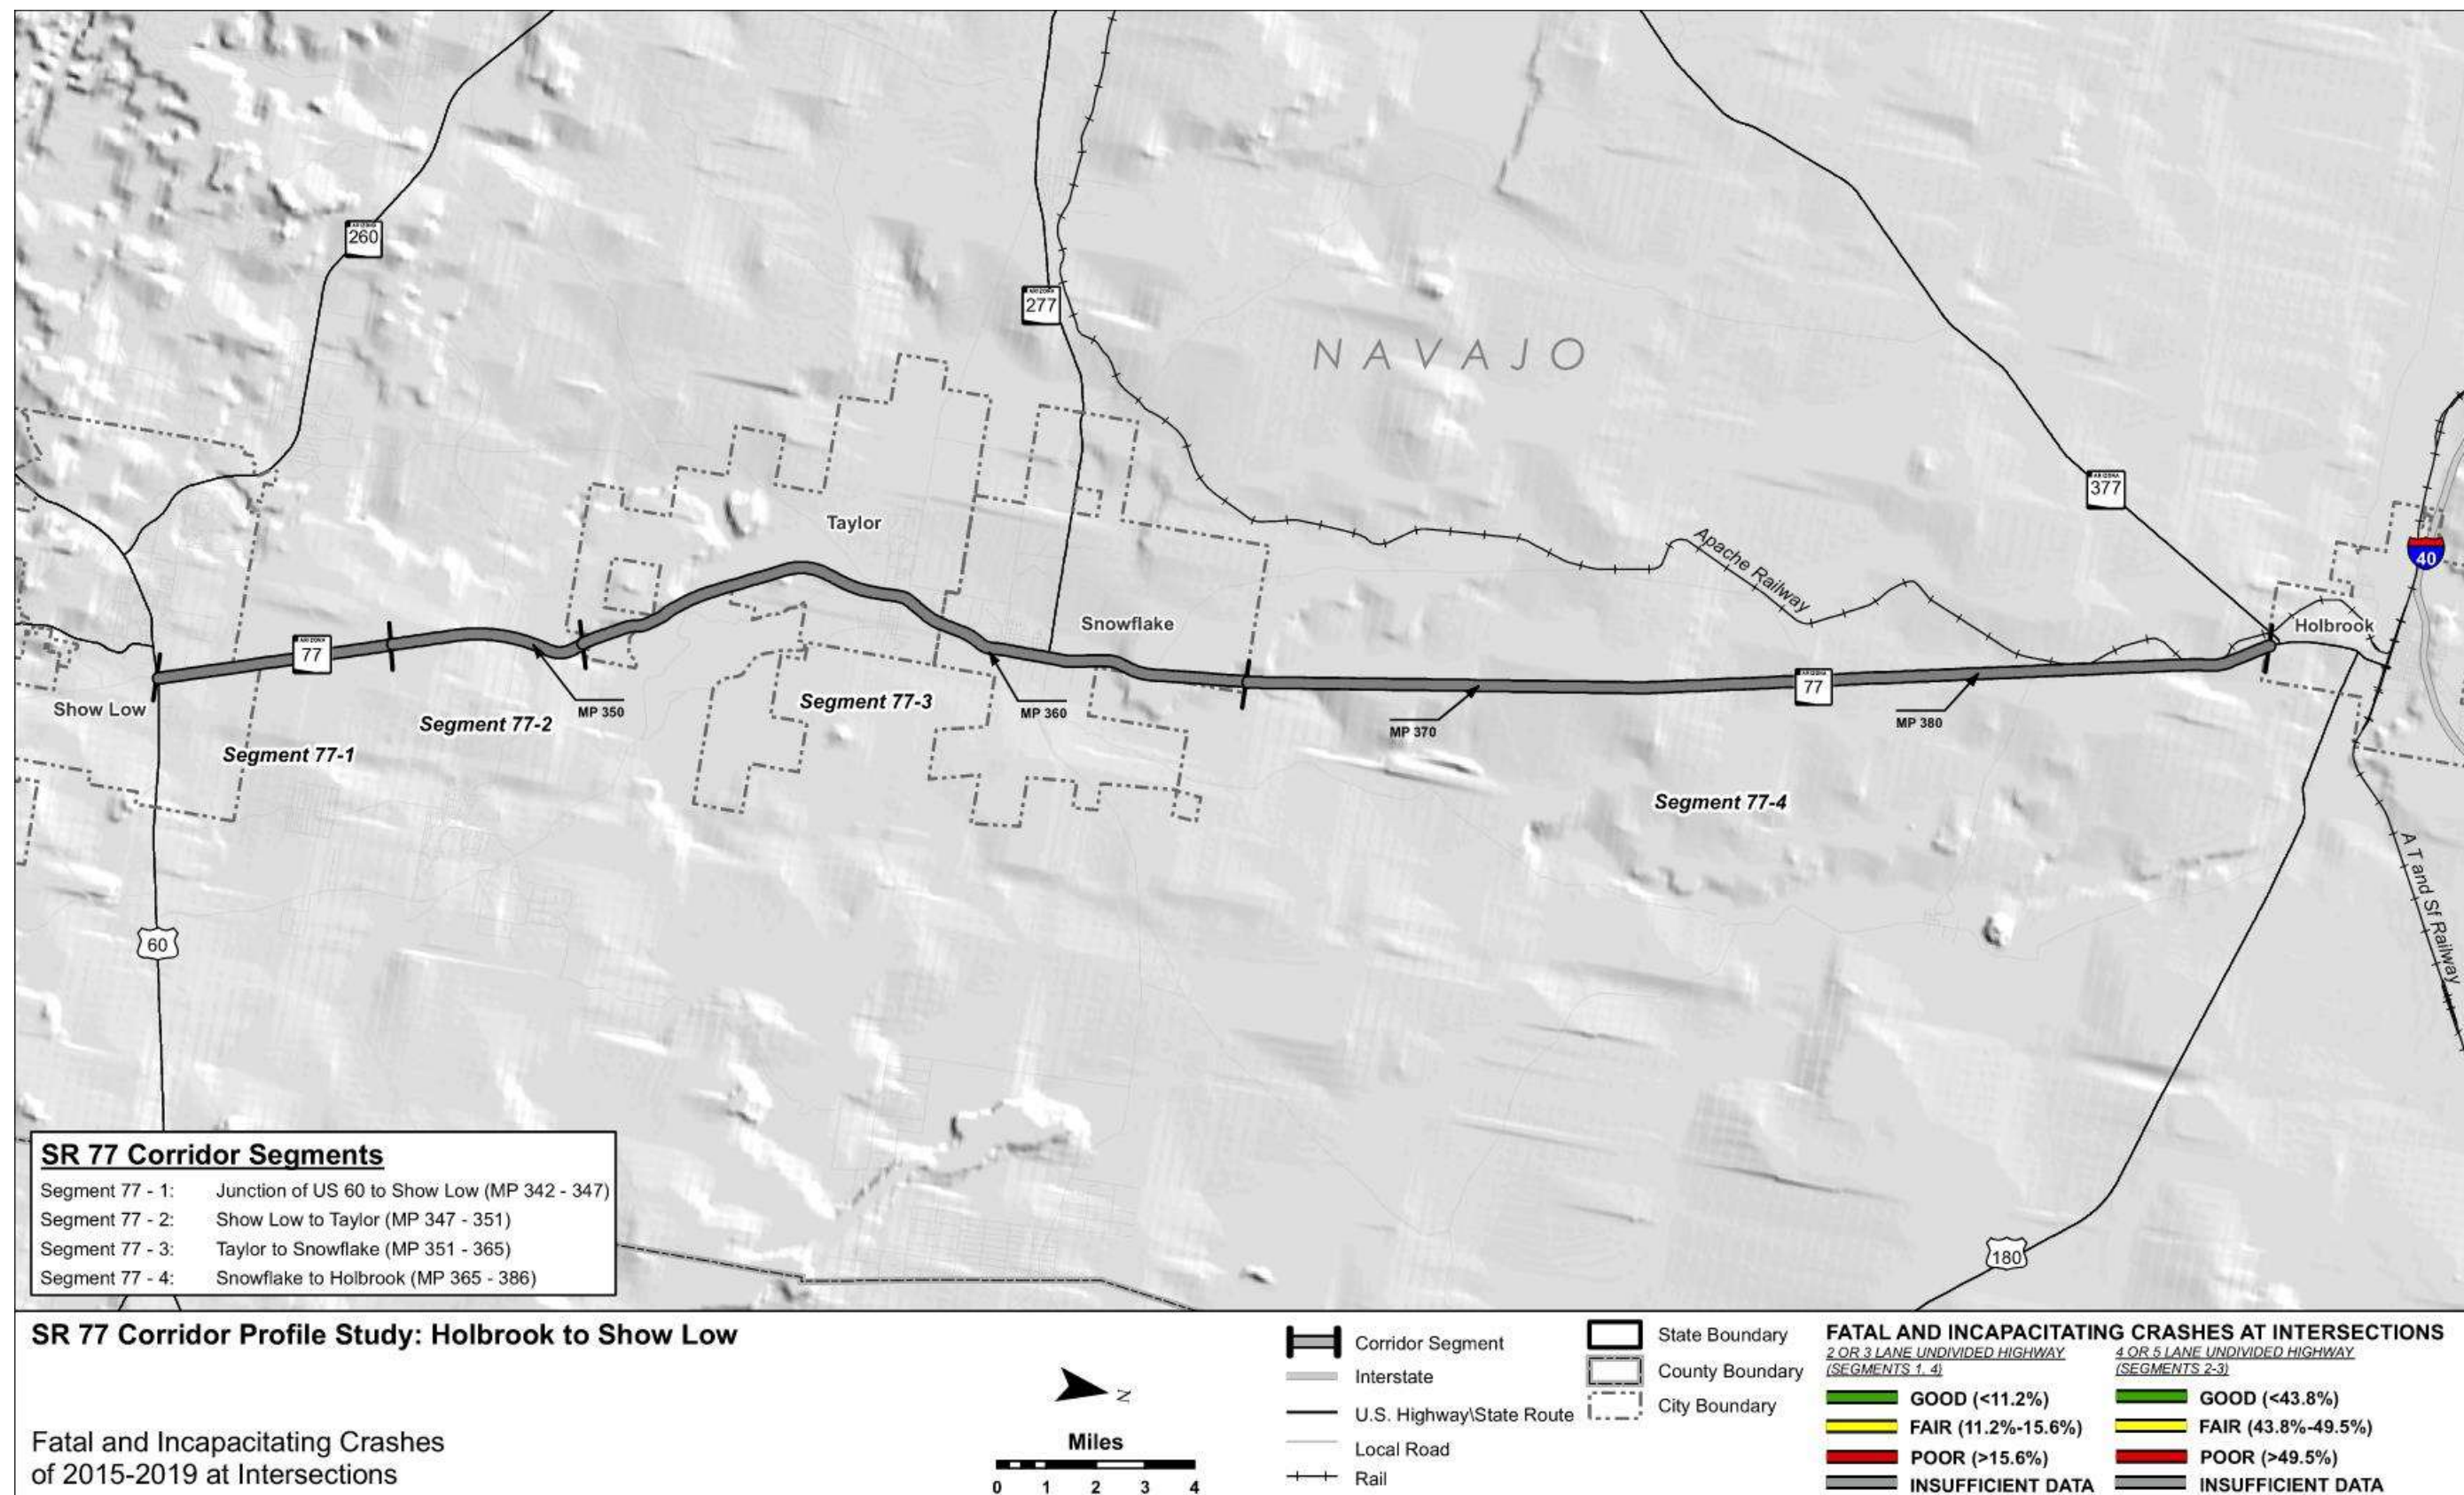 260
277
NAVAJO
377
40
Taylor
Apache Railway
Snowflake
Holbrook
77
77
Show Low
MP 350
MP 360
MP 370
MP 380
Segment 77-1
Segment 77-2
Segment 77-3
Segment 77-4
60
A T and Sf Railway
180
SR 77 Corridor Segments
Segment 77 - 1: Junction of US 60 to Show Low (MP 342 - 347)
Segment 77 - 2: Show Low to Taylor (MP 347 - 351)
Segment 77 - 3: Taylor to Snowflake (MP 351 - 365)
Segment 77 - 4: Snowflake to Holbrook (MP 365 - 386)
SR 77 Corridor Profile Study: Holbrook to Show Low
Fatal and Incapacitating Crashes
of 2015-2019 at Intersections
N
Miles
0 1 2 3 4
Corridor Segment
Interstate
U.S. Highway\State Route
Local Road
Rail
State Boundary
County Boundary
City Boundary
FATAL AND INCAPACITATING CRASHES AT INTERSECTIONS
2 OR 3 LANE UNDIVIDED HIGHWAY
(SEGMENTS 1, 4)
GOOD (<11.2%)
FAIR (11.2%-15.6%)
POOR (>15.6%)
INSUFFICIENT DATA
4 OR 5 LANE UNDIVIDED HIGHWAY
(SEGMENTS 2-3)
GOOD (<43.8%)
FAIR (43.8%-49.5%)
POOR (>49.5%)
INSUFFICIENT DATA